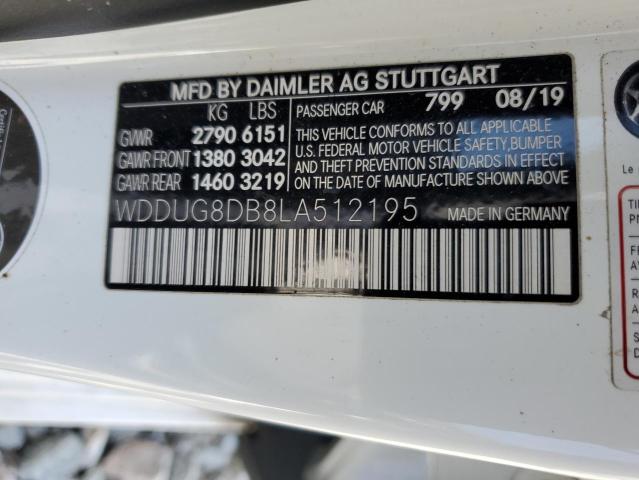 MFD BY DAIMLER AG STUTTGART
KG LBS
PASSENGER CAR 799 08/19
GVWR 2790 6151
GAWR FRONT 1380 3042
GAWR REAR 1460 3219
THIS VEHICLE CONFORMS TO ALL APPLICABLE
U.S. FEDERAL MOTOR VEHICLE SAFETY, BUMPER
AND THEFT PREVENTION STANDARDS IN EFFECT
ON DATE OF MANUFACTURE SHOWN ABOVE
WDDUG8DB8LA512195 MADE IN GERMANY
Le